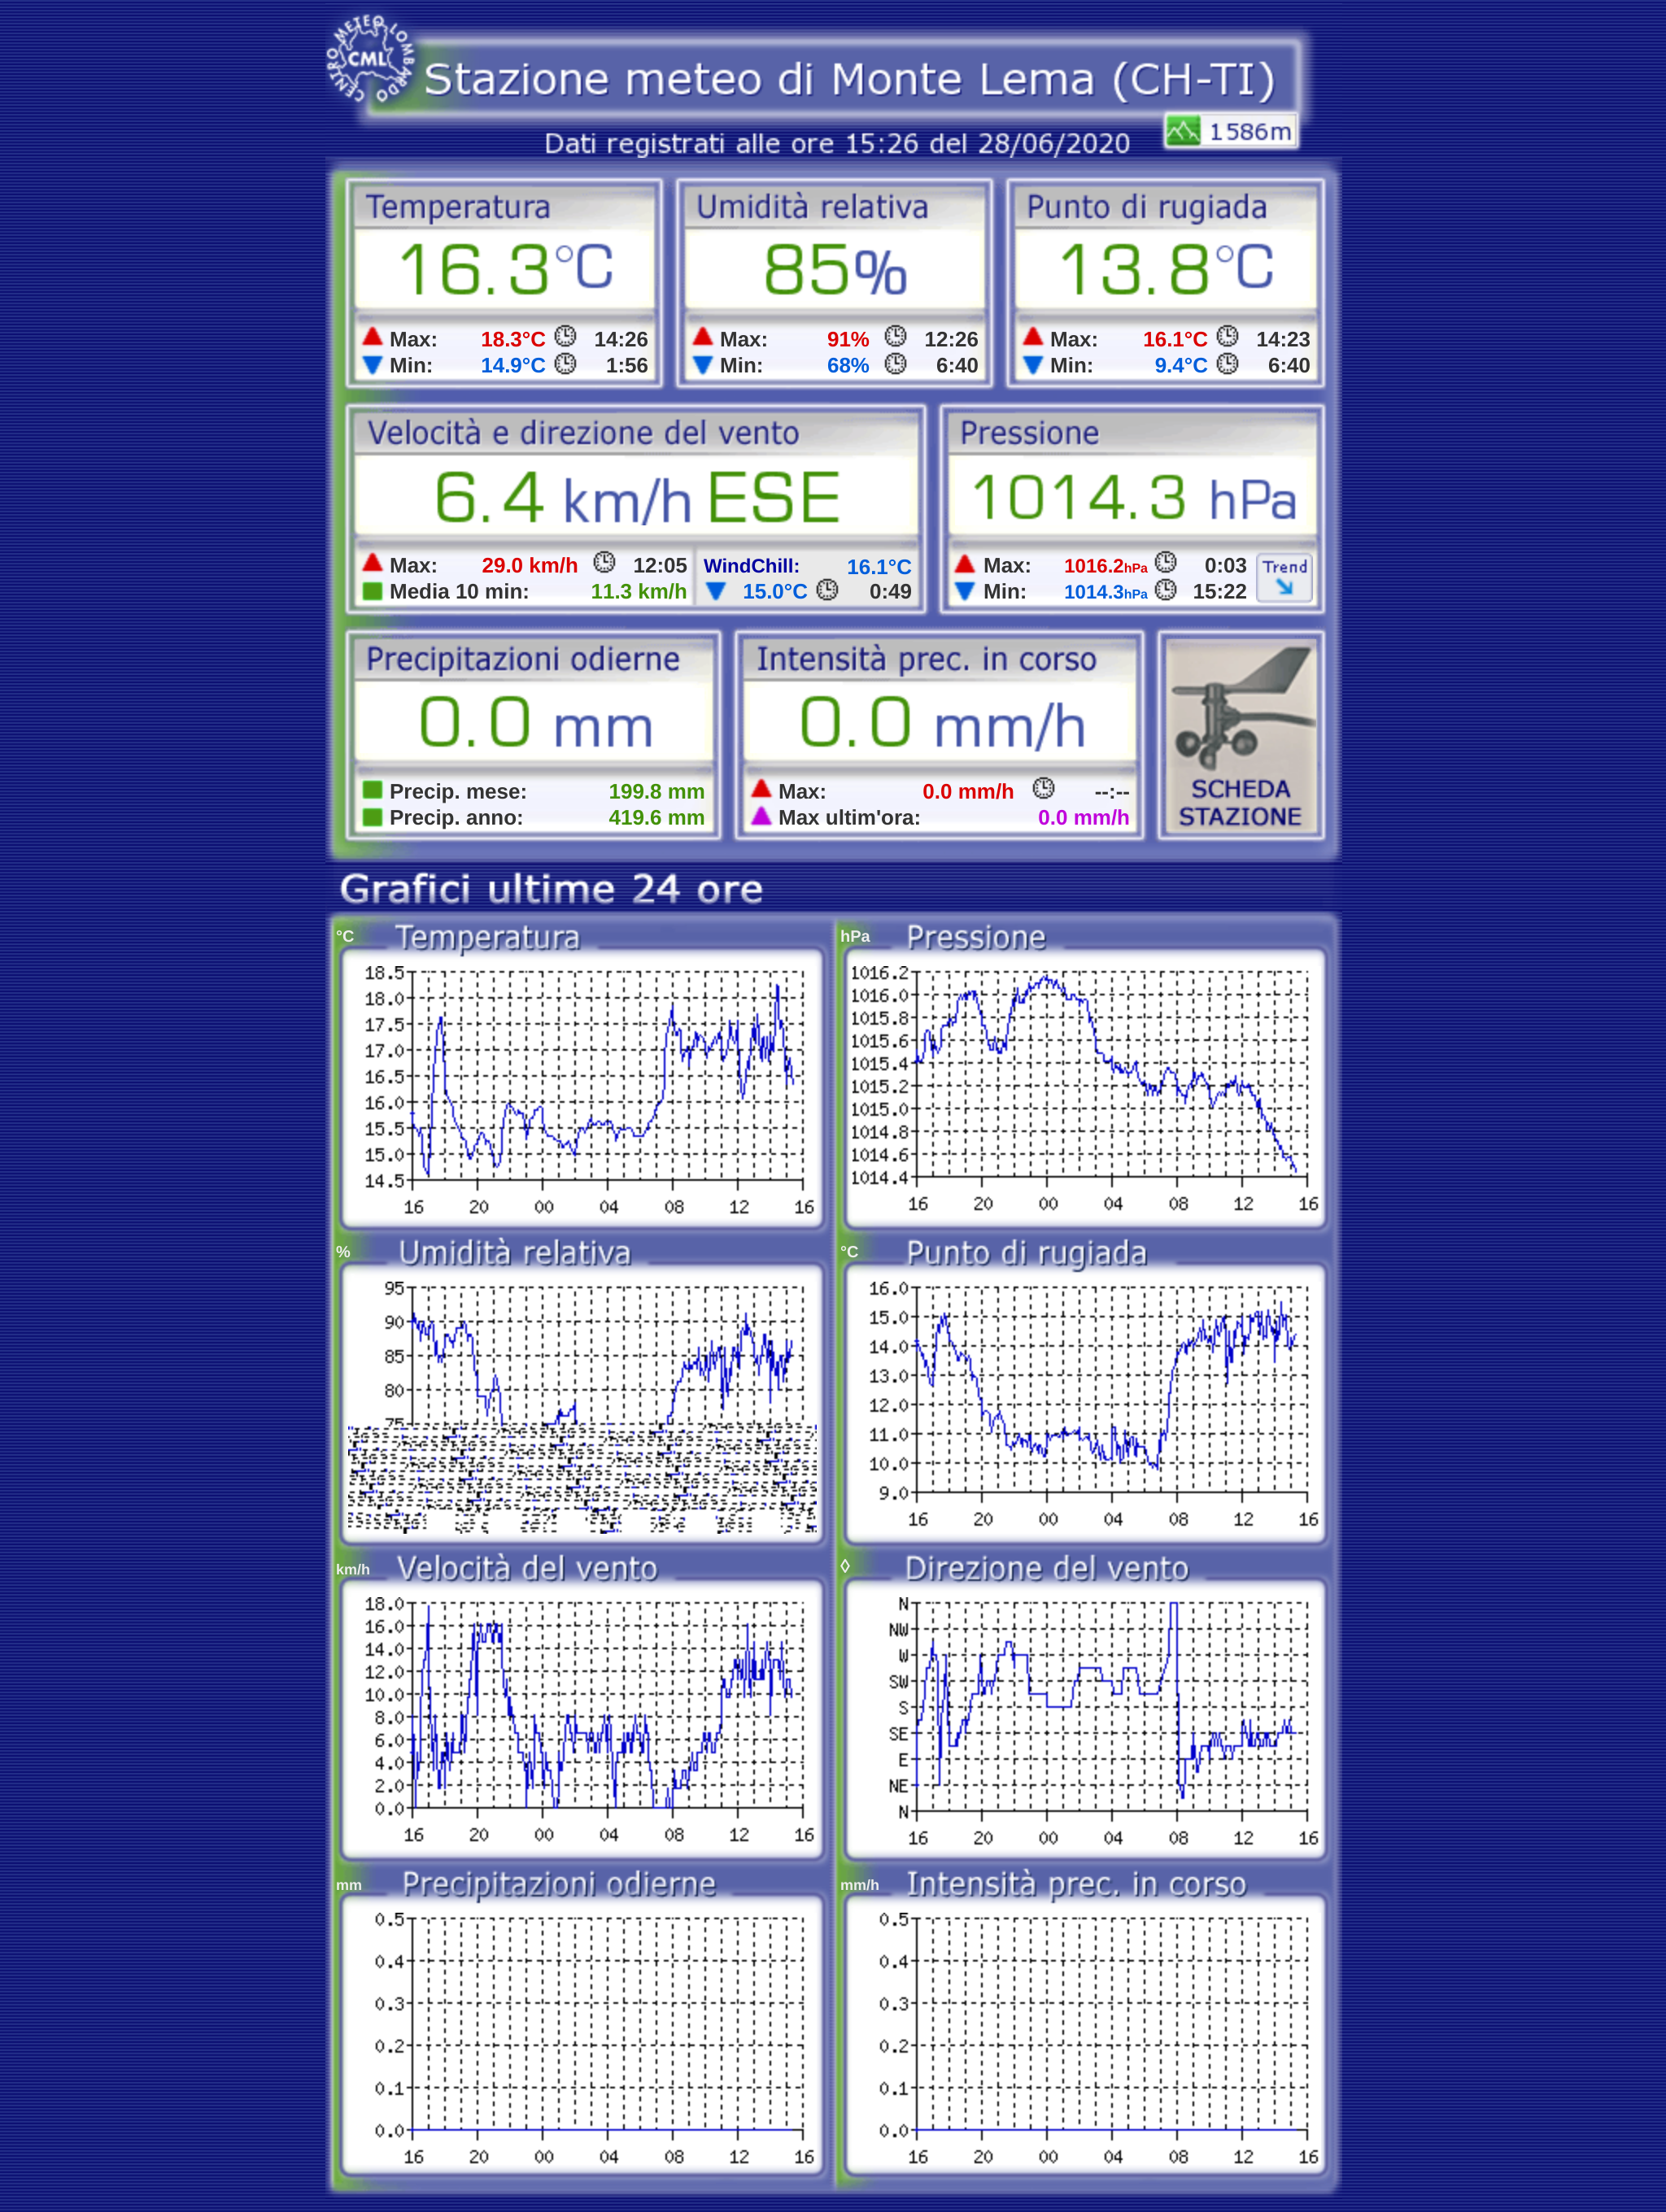 CENTRO METEO LOMBARDO
CML
Stazione meteo di Monte Lema (CH-TI)
Dati registrati alle ore 15:26 del 28/06/2020
1586m
Temperatura Umidità relativa Punto di rugiada
16.3°C 85% 13.8°C
Max: 18.3°C 14:26 Max: 91% 12:26 Max: 16.1°C 14:23
Min: 14.9°C 1:56 Min: 68% 6:40 Min: 9.4°C 6:40
Velocità e direzione del vento Pressione
6.4 km/h ESE 1014.3 hPa
Max: 29.0 km/h 12:05 WindChill: 16.1°C Max: 1016.2hPa 0:03 Trend
Media 10 min: 11.3 km/h 15.0°C 0:49 Min: 1014.3hPa 15:22
Precipitazioni odierne Intensità prec. in corso
0.0 mm 0.0 mm/h
Precip. mese: 199.8 mm Max: 0.0 mm/h --:-- SCHEDA
Precip. anno: 419.6 mm Max ultim'ora: 0.0 mm/h STAZIONE
Grafici ultime 24 ore
°C Temperatura
18.5
18.0
17.5
17.0
16.5
16.0
15.5
15.0
14.5
16 20 00 04 08 12 16
hPa Pressione
1016.2
1016.0
1015.8
1015.6
1015.4
1015.2
1015.0
1014.8
1014.6
1014.4
16 20 00 04 08 12 16
% Umidità relativa
95
90
85
80
75
°C Punto di rugiada
16.0
15.0
14.0
13.0
12.0
11.0
10.0
9.0
16 20 00 04 08 12 16
km/h Velocità del vento
18.0
16.0
14.0
12.0
10.0
8.0
6.0
4.0
2.0
0.0
16 20 00 04 08 12 16
◊ Direzione del vento
N
NW
W
SW
S
SE
E
NE
N
16 20 00 04 08 12 16
mm Precipitazioni odierne
0.5
0.4
0.3
0.2
0.1
0.0
16 20 00 04 08 12 16
mm/h Intensità prec. in corso
0.5
0.4
0.3
0.2
0.1
0.0
16 20 00 04 08 12 16